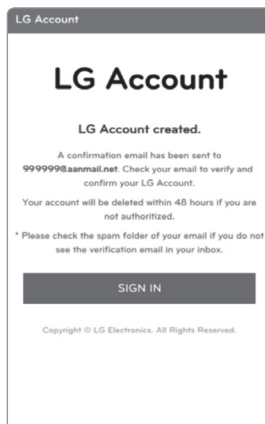 LG Account
LG Account
LG Account created.
A confirmation email has been sent to
999999@aanmail.net. Check your email to verify and
confirm your LG Account.
Your account will be deleted within 48 hours if you are
not authoritized.
* Please check the spam folder of your email if you do not
see the verification email in your inbox.
SIGN IN
Copyright © LG Electronics. All Rights Reserved.